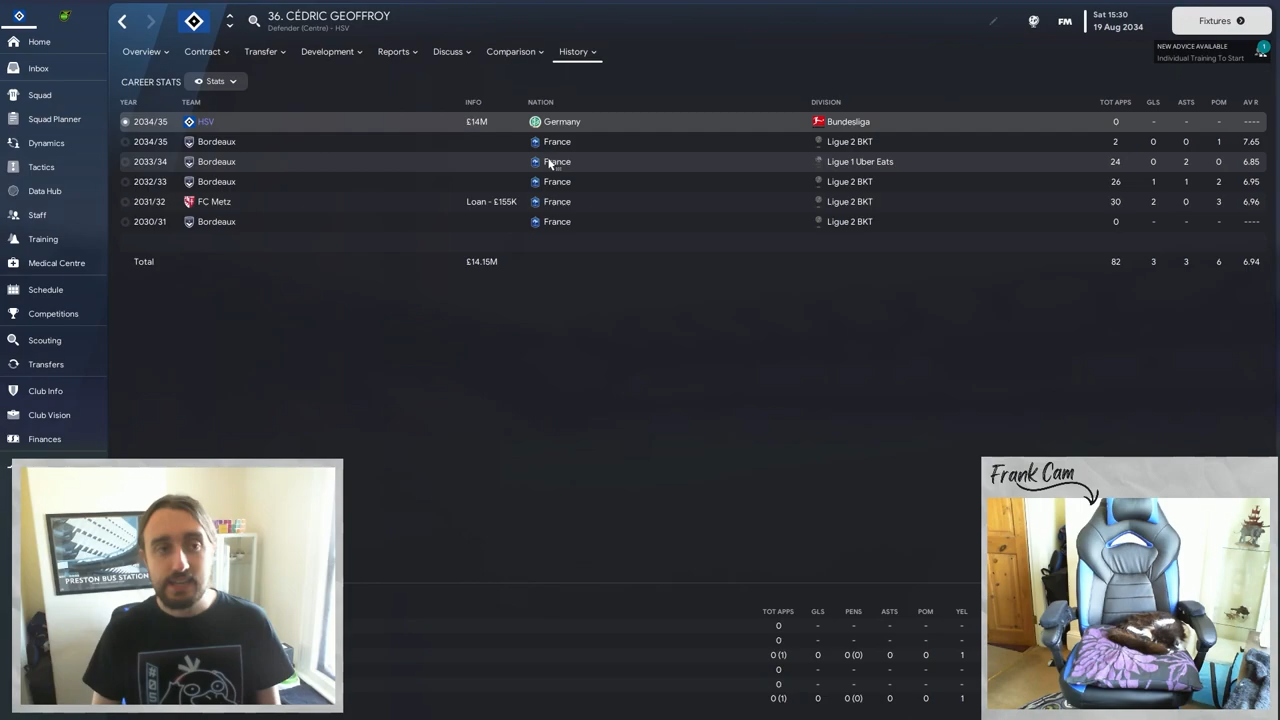 36. CÉDRIC GEOFFROY
Defender (Centre) - HSV
FM
Sat 15:30
19 Aug 2034
Fixtures
NEW ADVICE AVAILABLE
Individual Training To Start
1
Overview
Contract
Transfer
Development
Reports
Discuss
Comparison
History
Home
Inbox
Squad
Squad Planner
Dynamics
Tactics
Data Hub
Staff
Training
Medical Centre
Schedule
Competitions
Scouting
Transfers
Club Info
Club Vision
Finances
CAREER STATS Stats
YEAR TEAM INFO NATION DIVISION TOT APPS GLS ASTS POM AV R
2034/35 HSV £14M Germany Bundesliga 0 - - - ----
2034/35 Bordeaux France Ligue 2 BKT 2 0 0 1 7.65
2033/34 Bordeaux France Ligue 1 Uber Eats 24 0 2 0 6.85
2032/33 Bordeaux France Ligue 2 BKT 26 1 1 2 6.95
2031/32 FC Metz Loan - £155K France Ligue 2 BKT 30 2 0 3 6.96
2030/31 Bordeaux France Ligue 2 BKT 0 - - - ----
Total £14.15M 82 3 3 6 6.94
TOT APPS GLS PENS ASTS POM YEL
0 - - - - -
0 - - - - -
0 (1) 0 0 (0) 0 0 1
0 - - - - -
0 - - - - -
0 (1) 0 0 (0) 0 0 1
PRESTON BUS STATION
Frank Cam